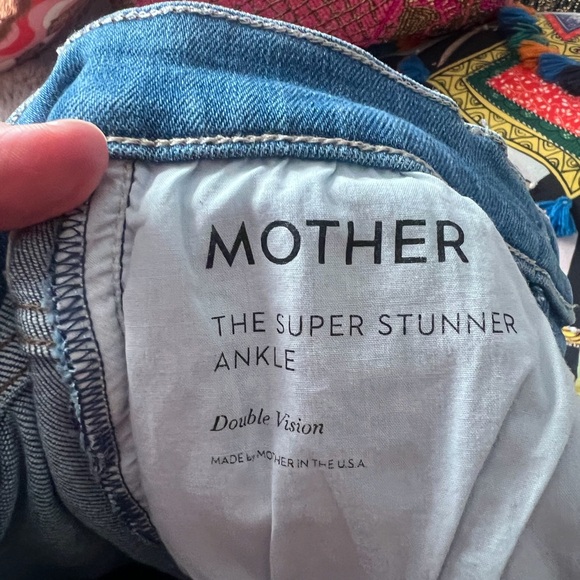 MOTHER
THE SUPER STUNNER
ANKLE
Double Vision
MADE by MOTHER IN THE U.S.A.